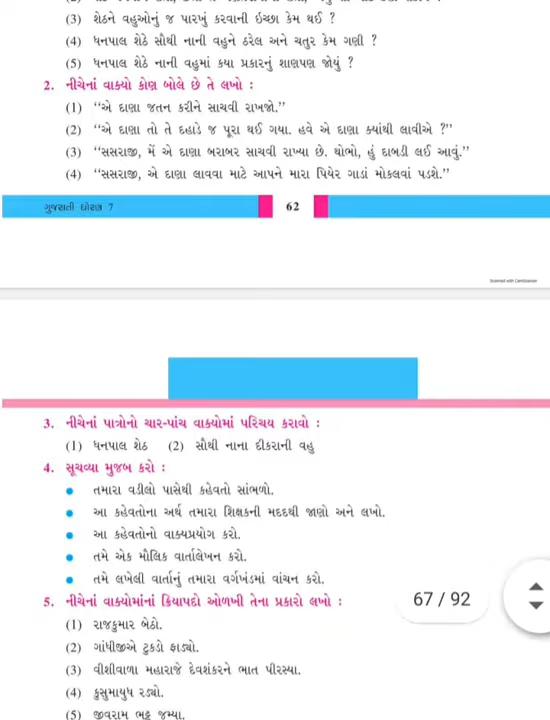 (3) શેઠને વહુઓનું જ પારખું કરવાની ઇચ્છા કેમ થઈ ?
(4) ધનપાલ શેઠે સૌથી નાની વહુને ઠરેલ અને ચતુર કેમ ગણી ?
(5) ધનપાલ શેઠે નાની વહુમાં કયા પ્રકારનું શાણપણ જોયું ?
2. નીચેનાં વાક્યો કોણ બોલે છે તે લખો :
(1) “એ દાણા જતન કરીને સાચવી રાખજો.”
(2) “એ દાણા તો તે દહાડે જ પૂરા થઈ ગયા. હવે એ દાણા ક્યાંથી લાવીએ ?”
(3) “સસરાજી, મેં એ દાણા બરાબર સાચવી રાખ્યા છે. થોભો, હું દાબડી લઈ આવું.”
(4) “સસરાજી, એ દાણા લાવવા માટે આપને મારા પિયેર ગાડાં મોકલવાં પડશે.”
ગુજરાતી ધોરણ 7
62
Scanned with CamScanner
3. નીચેનાં પાત્રોનો ચાર-પાંચ વાક્યોમાં પરિચય કરાવો :
(1) ધનપાલ શેઠ (2) સૌથી નાના દીકરાની વહુ
4. સૂચવ્યા મુજબ કરો :
● તમારા વડીલો પાસેથી કહેવતો સાંભળો.
● આ કહેવતોના અર્થ તમારા શિક્ષકની મદદથી જાણો અને લખો.
● આ કહેવતોનો વાક્યપ્રયોગ કરો.
● તમે એક મૌલિક વાર્તાલેખન કરો.
● તમે લખેલી વાર્તાનું તમારા વર્ગખંડમાં વાંચન કરો.
5. નીચેનાં વાક્યોમાંનાં ક્રિયાપદો ઓળખી તેના પ્રકારો લખો :
67 / 92
(1) રાજકુમાર બેઠો.
(2) ગાંધીજીએ ટુકડો ફાડ્યો.
(3) વીશીવાળા મહારાજે દેવશંકરને ભાત પીરસ્યા.
(4) કુસુમાયુધ રડ્યો.
(5) જીવરામ ભટ્ટ જમ્યા.